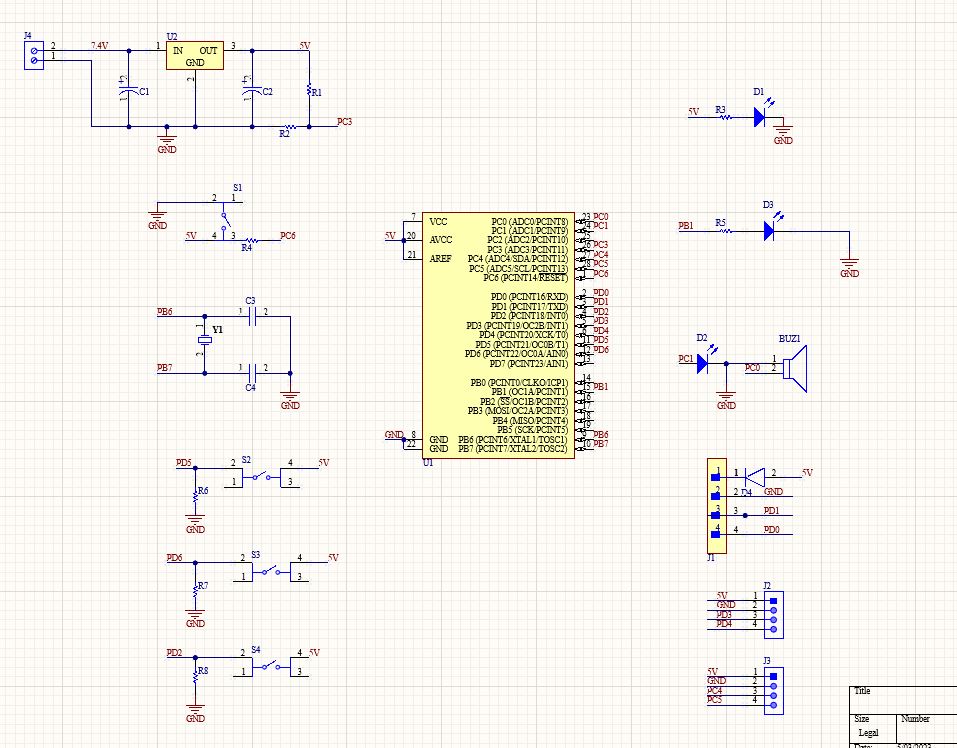 J4
2
1
7.4V
1
U2
IN OUT
GND
3
2
5V
C1
C2
R1
R2
PC3
GND
5V
R3
D1
GND
S1
2 1
GND
5V
4 3
R4
PC6
PB1
R5
D3
GND
PB6
C3
1 2
Y1
1
2
PB7
1 2
C4
GND
5V
7
20
21
VCC
AVCC
AREF
PC0 (ADC0/PCINT8)
PC1 (ADC1/PCINT9)
PC2 (ADC2/PCINT10)
PC3 (ADC3/PCINT11)
PC4 (ADC4/SDA/PCINT12)
PC5 (ADC5/SCL/PCINT13)
PC6 (PCINT14/RESET)
PD0 (PCINT16/RXD)
PD1 (PCINT17/TXD)
PD2 (PCINT18/INT0)
PD3 (PCINT19/OC2B/INT1)
PD4 (PCINT20/XCK/T0)
PD5 (PCINT21/OC0B/T1)
PD6 (PCINT22/OC0A/AIN0)
PD7 (PCINT23/AIN1)
PB0 (PCINT0/CLKO/ICP1)
PB1 (OC1A/PCINT1)
PB2 (SS/OC1B/PCINT2)
PB3 (MOSI/OC2A/PCINT3)
PB4 (MISO/PCINT4)
PB5 (SCK/PCINT5)
PB6 (PCINT6/XTAL1/TOSC1)
PB7 (PCINT7/XTAL2/TOSC2)
GND
8
22
GND
GND
U1
23
PC0
PC1
PC3
PC4
PC5
PC6
PD0
PD1
PD2
PD3
PD4
PD5
PD6
14
PB1
PB6
PB7
PC1
D2
GND
BUZ1
1
2
PC0
PD5
2
1
S2
4
3
5V
R6
GND
PD6
2
1
S3
4
3
5V
R7
GND
PD2
2
1
S4
4
3
5V
R8
GND
1 1 2 5V
2 2 D4 GND
3 3 PD1
4 4 PD0
J1
J2
5V 1
GND 2
PD3 3
PD4 4
J3
5V 1
GND 2
PC4 3
PC5 4
Title
Size Number
Legal